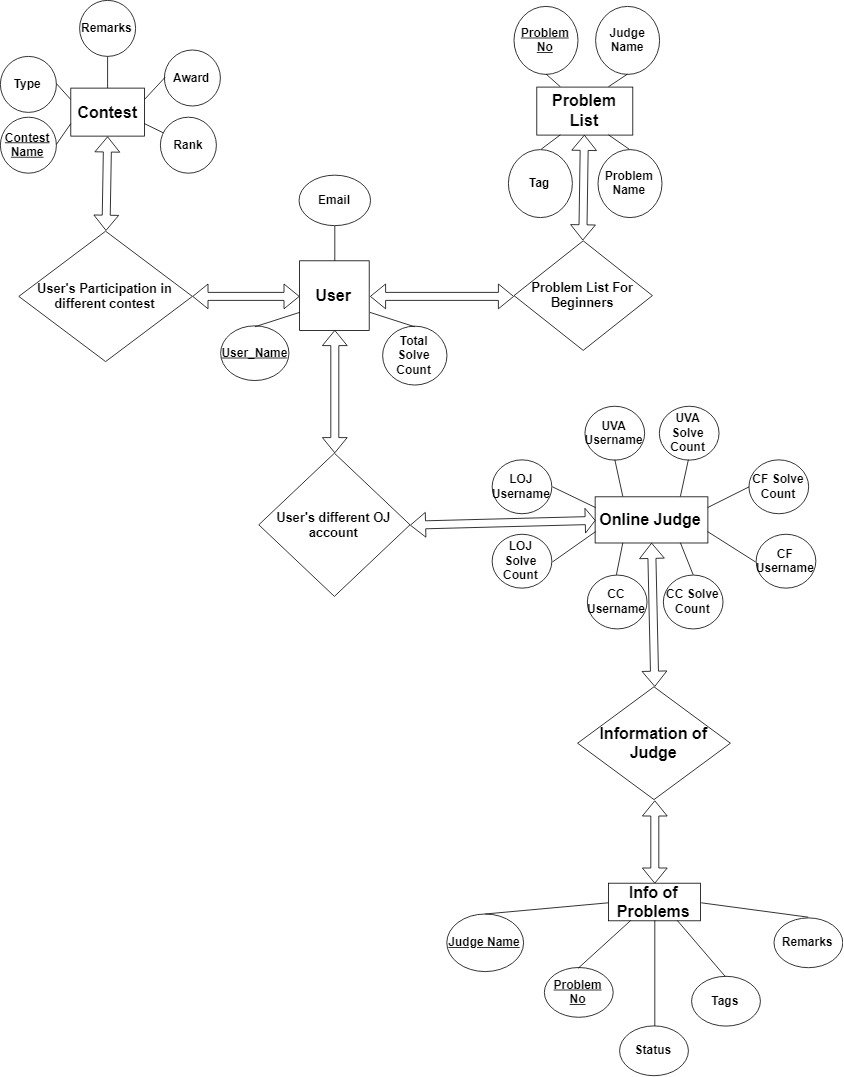 Remarks
Type
Award
Contest
Contest
Name
Rank
Problem
No
Judge
Name
Problem
List
Tag
Problem
Name
Email
User's Participation in
different contest
User
Problem List For
Beginners
User_Name
Total
Solve
Count
UVA
Username
UVA
Solve
Count
LOJ
Username
CF Solve
Count
User's different OJ
account
Online Judge
LOJ
Solve
Count
CF
Username
CC
Username
CC Solve
Count
Information of
Judge
Info of
Problems
Judge Name
Remarks
Problem
No
Tags
Status